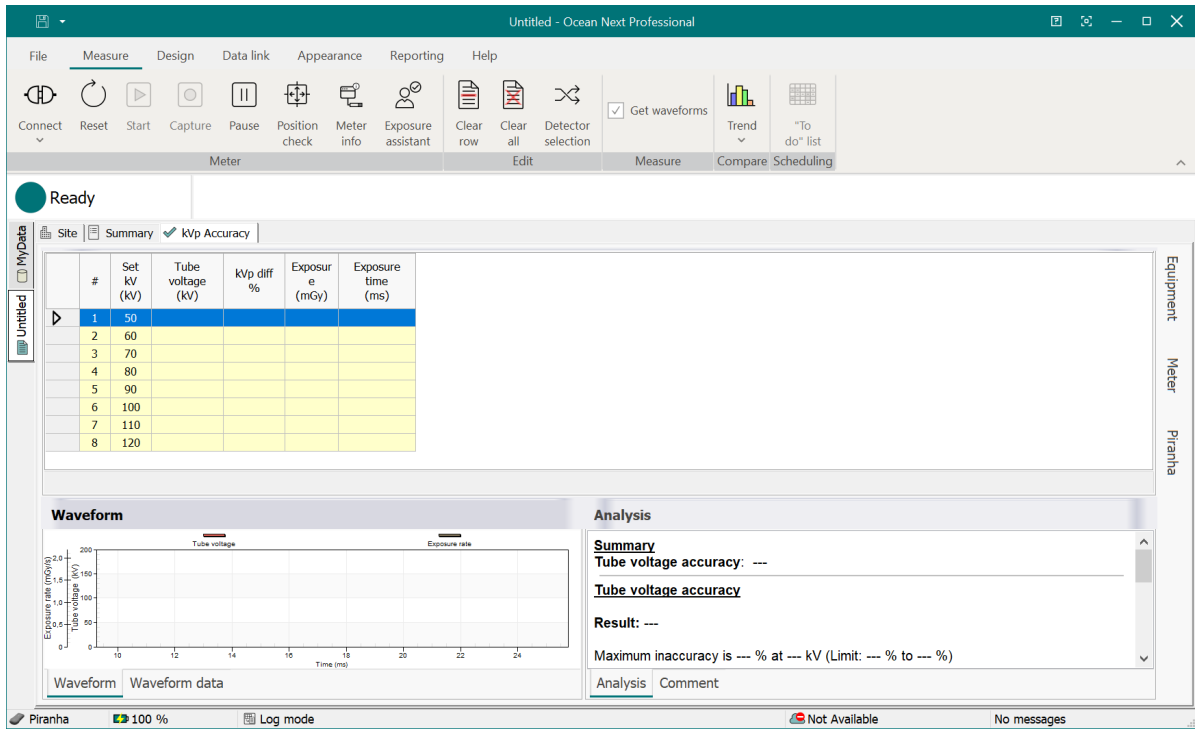 Untitled - Ocean Next Professional
File Measure Design Data link Appearance Reporting Help
Connect Reset Start Capture Pause Position check Meter info Exposure assistant Clear row Clear all Detector selection Get waveforms Trend "To do" list
Meter Edit Measure Compare Scheduling
Ready
MyData
Untitled
Site Summary kVp Accuracy
# Set kV (kV) Tube voltage (kV) kVp diff % Exposur e (mGy) Exposure time (ms)
1 50
2 60
3 70
4 80
5 90
6 100
7 110
8 120
Equipment
Meter
Piranha
Waveform
Tube voltage Exposure rate
Exposure rate (mGy/s)
2,0
1,5
1,0
0,5
0
Tube voltage (kV)
200
150
100
50
0
10 12 14 16 18 20 22 24
Time (ms)
Waveform Waveform data
Analysis
Summary
Tube voltage accuracy: ---
Tube voltage accuracy
Result: ---
Maximum inaccuracy is --- % at --- kV (Limit: --- % to --- %)
Analysis Comment
Piranha 100 % Log mode Not Available No messages